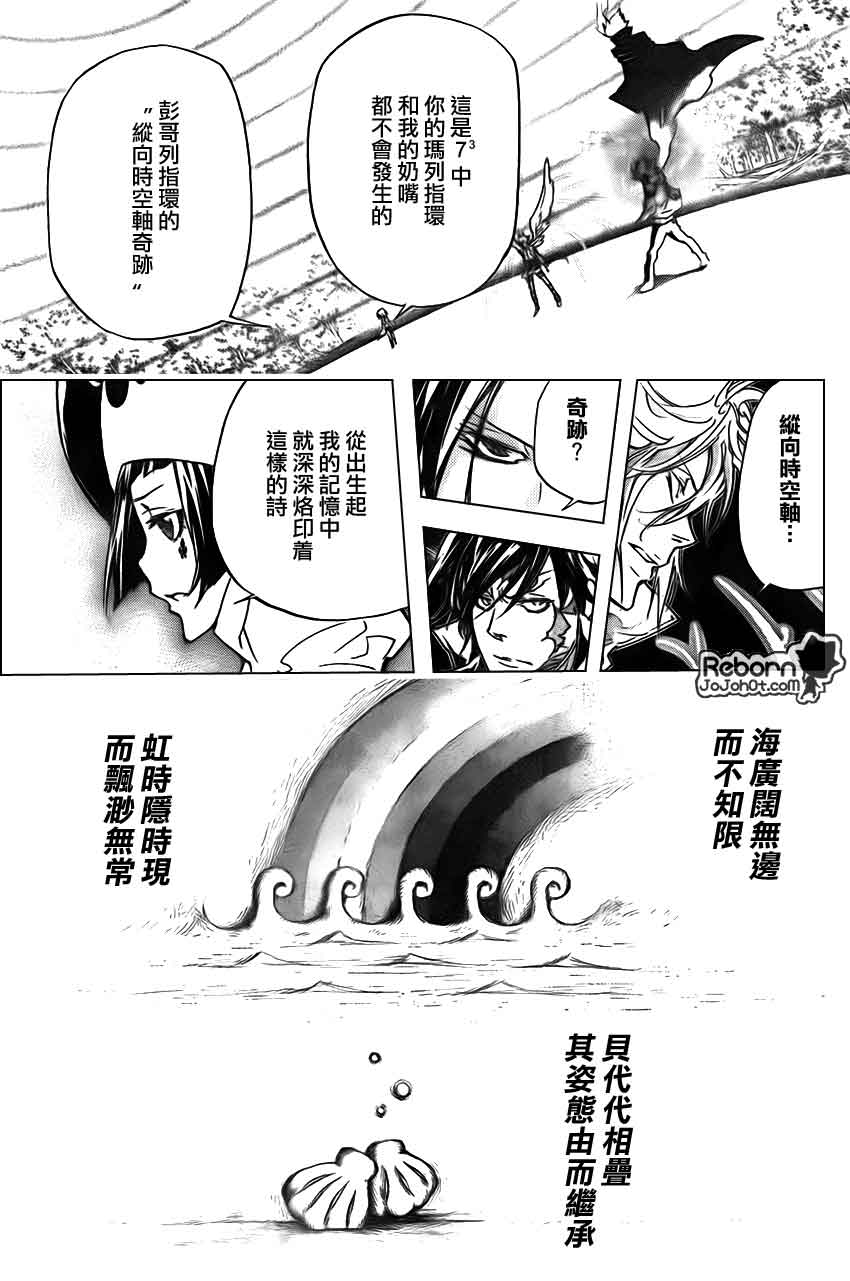 這是7³中
你的瑪列指環
和我的奶嘴
都不會發生的
彭哥列指環的
〝縱向時空軸奇跡〝
縱向時空軸…
奇跡?
從出生起
我的記憶中
就深深烙印着
這樣的詩
Reborn
JoJoh0t.com
海廣闊無邊
而不知限
虹時隱時現
而飄渺無常
貝代代相疊
其姿態由而繼承